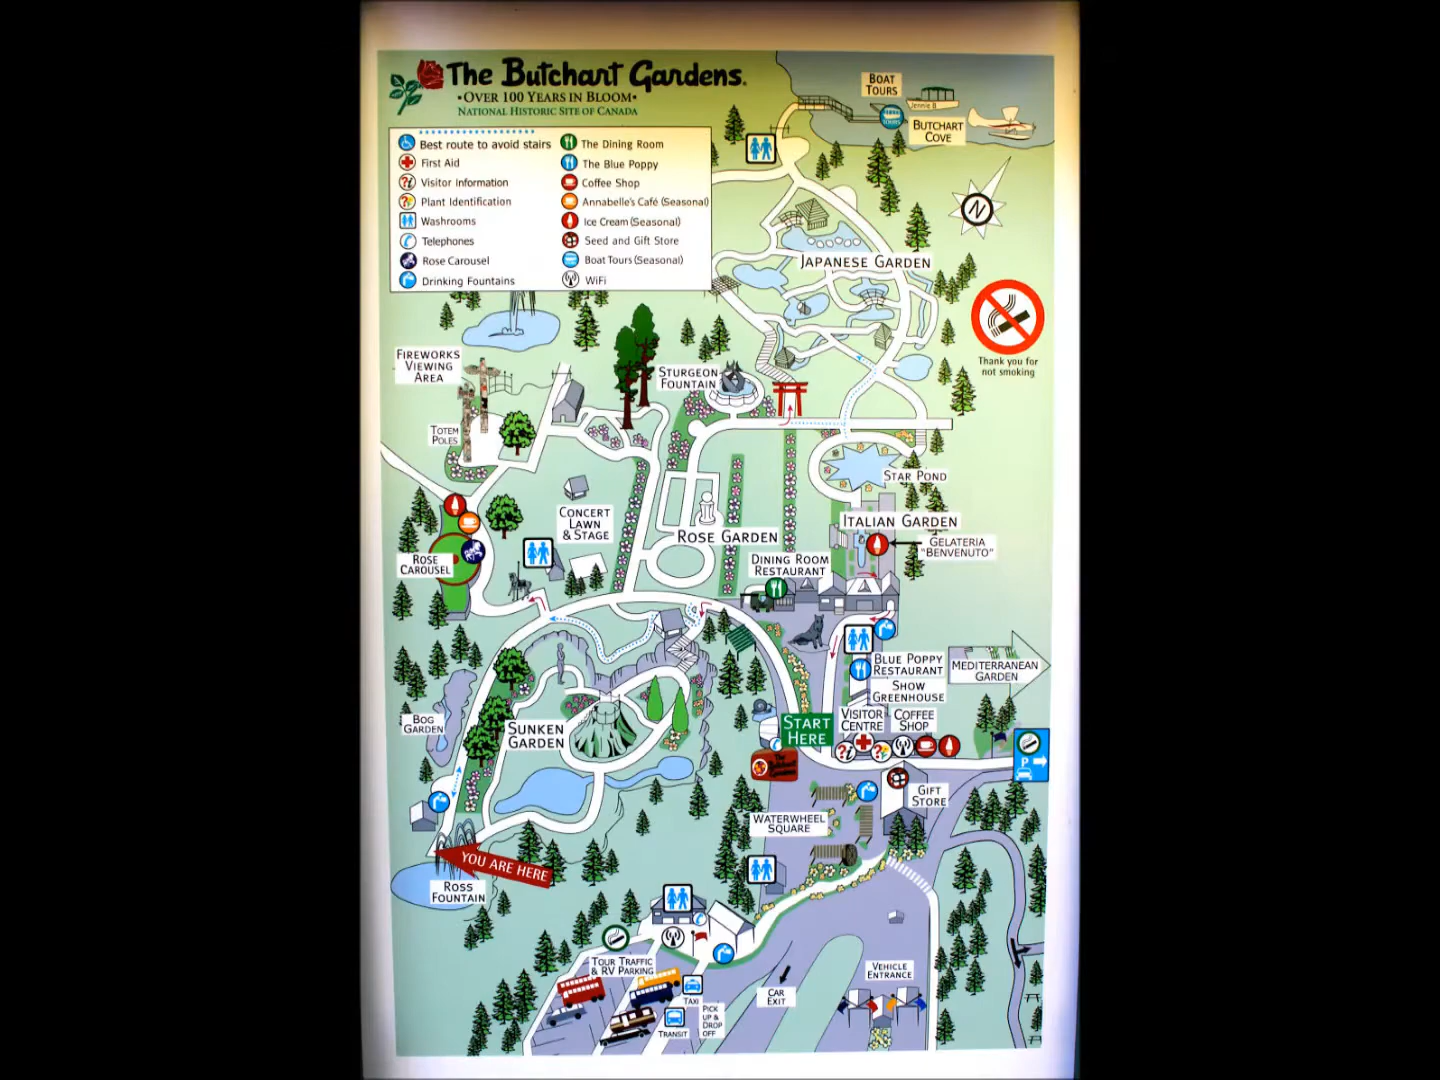 The Butchart Gardens.
•OVER 100 YEARS IN BLOOM•
NATIONAL HISTORIC SITE OF CANADA
Best route to avoid stairs
First Aid
Visitor Information
Plant Identification
Washrooms
Telephones
Rose Carousel
Drinking Fountains
The Dining Room
The Blue Poppy
Coffee Shop
Annabelle's Café (Seasonal)
Ice Cream (Seasonal)
Seed and Gift Store
Boat Tours (Seasonal)
WiFi
BOAT
TOURS
Jennie B
BUTCHART
COVE
N
JAPANESE GARDEN
Thank you for
not smoking
FIREWORKS
VIEWING
AREA
STURGEON
FOUNTAIN
TOTEM
POLES
STAR POND
CONCERT
LAWN
& STAGE
ROSE GARDEN
ITALIAN GARDEN
GELATERIA
"BENVENUTO"
ROSE
CAROUSEL
DINING ROOM
RESTAURANT
BLUE POPPY
RESTAURANT
MEDITERRANEAN
GARDEN
SHOW
GREENHOUSE
BOG
GARDEN
SUNKEN
GARDEN
START
HERE
VISITOR
CENTRE
COFFEE
SHOP
The
Butchart
Gardens
P
GIFT
STORE
WATERWHEEL
SQUARE
YOU ARE HERE
ROSS
FOUNTAIN
TOUR TRAFFIC
& RV PARKING
TAXI
CAR
EXIT
VEHICLE
ENTRANCE
PICK
UP &
DROP
OFF
TRANSIT